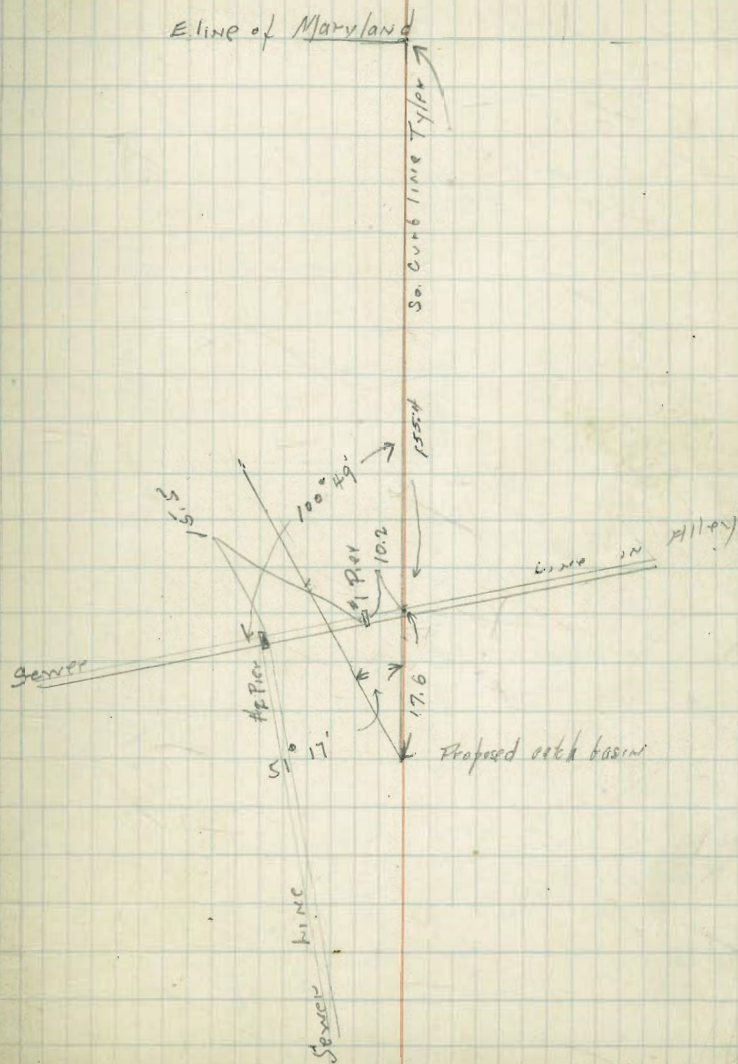 E. line of Maryland
So. Curb line Tyler
155.4
100° 49'
15.5
#1 Pier
10.2
Line in Alley
Sewer
#2 Pier
17.6
51° 17'
Proposed catch basin
Sewer Line